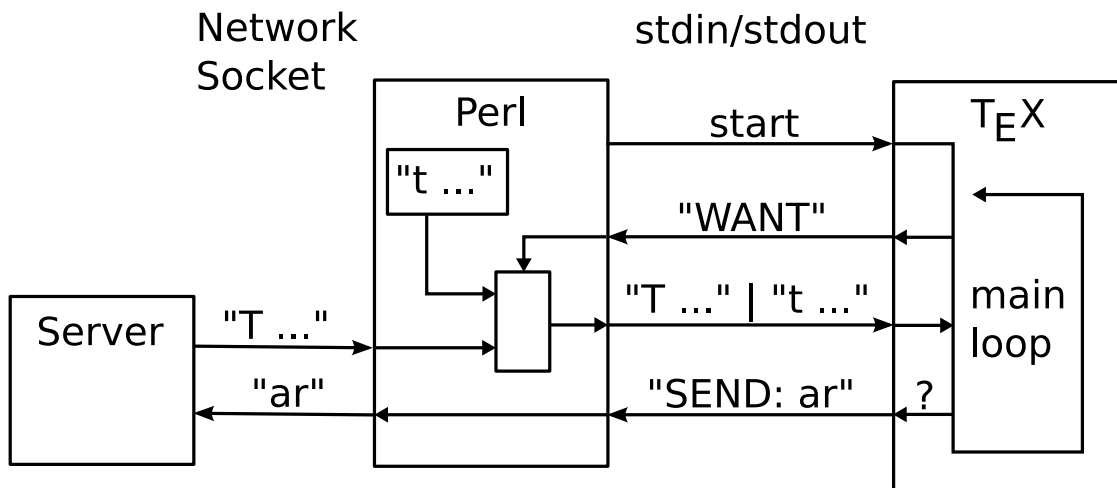 Network
Socket
stdin/stdout
Perl
TEX
start
"t ..."
"WANT"
"T ..." | "t ..."
main
loop
Server
"T ..."
"ar"
"SEND: ar"
?